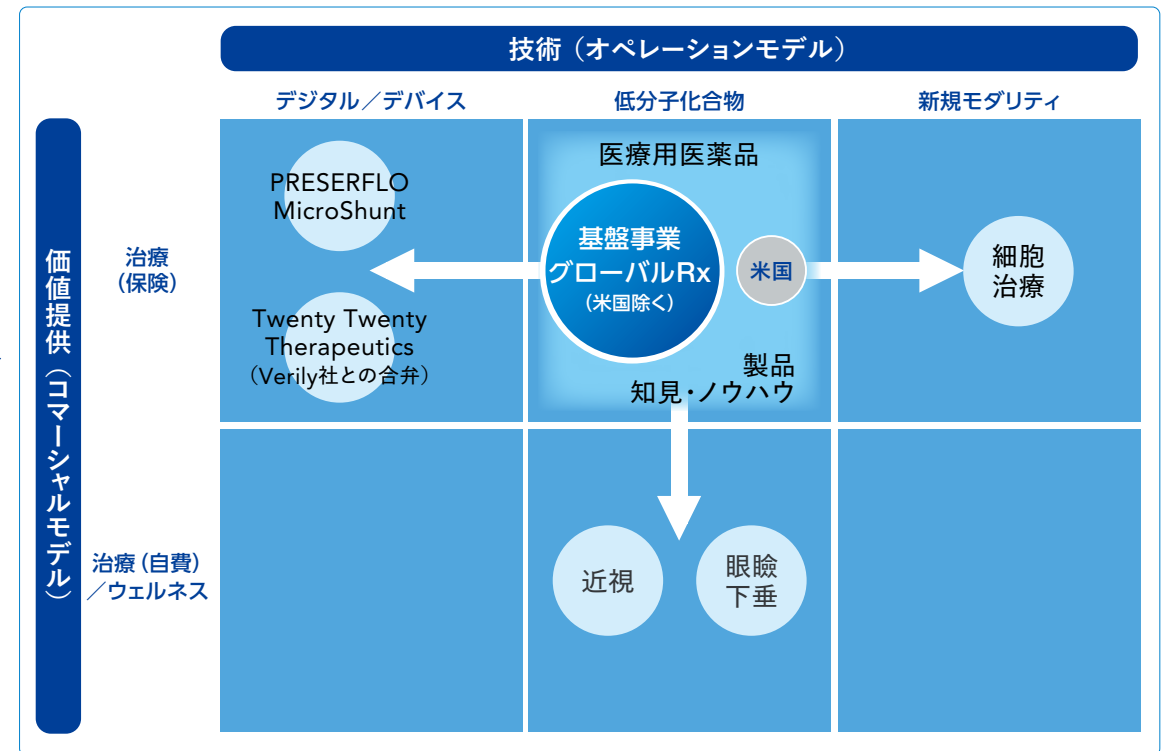 技術（オペレーションモデル）
デジタル／デバイス
低分子化合物
新規モダリティ
価値提供（コマーシャルモデル）
治療
（保険）
PRESERFLO
MicroShunt
Twenty Twenty
Therapeutics
（Verily社との合弁）
医療用医薬品
基盤事業
グローバルRx
（米国除く）
米国
製品
知見・ノウハウ
細胞
治療
治療（自費）
／ウェルネス
近視
眼瞼
下垂